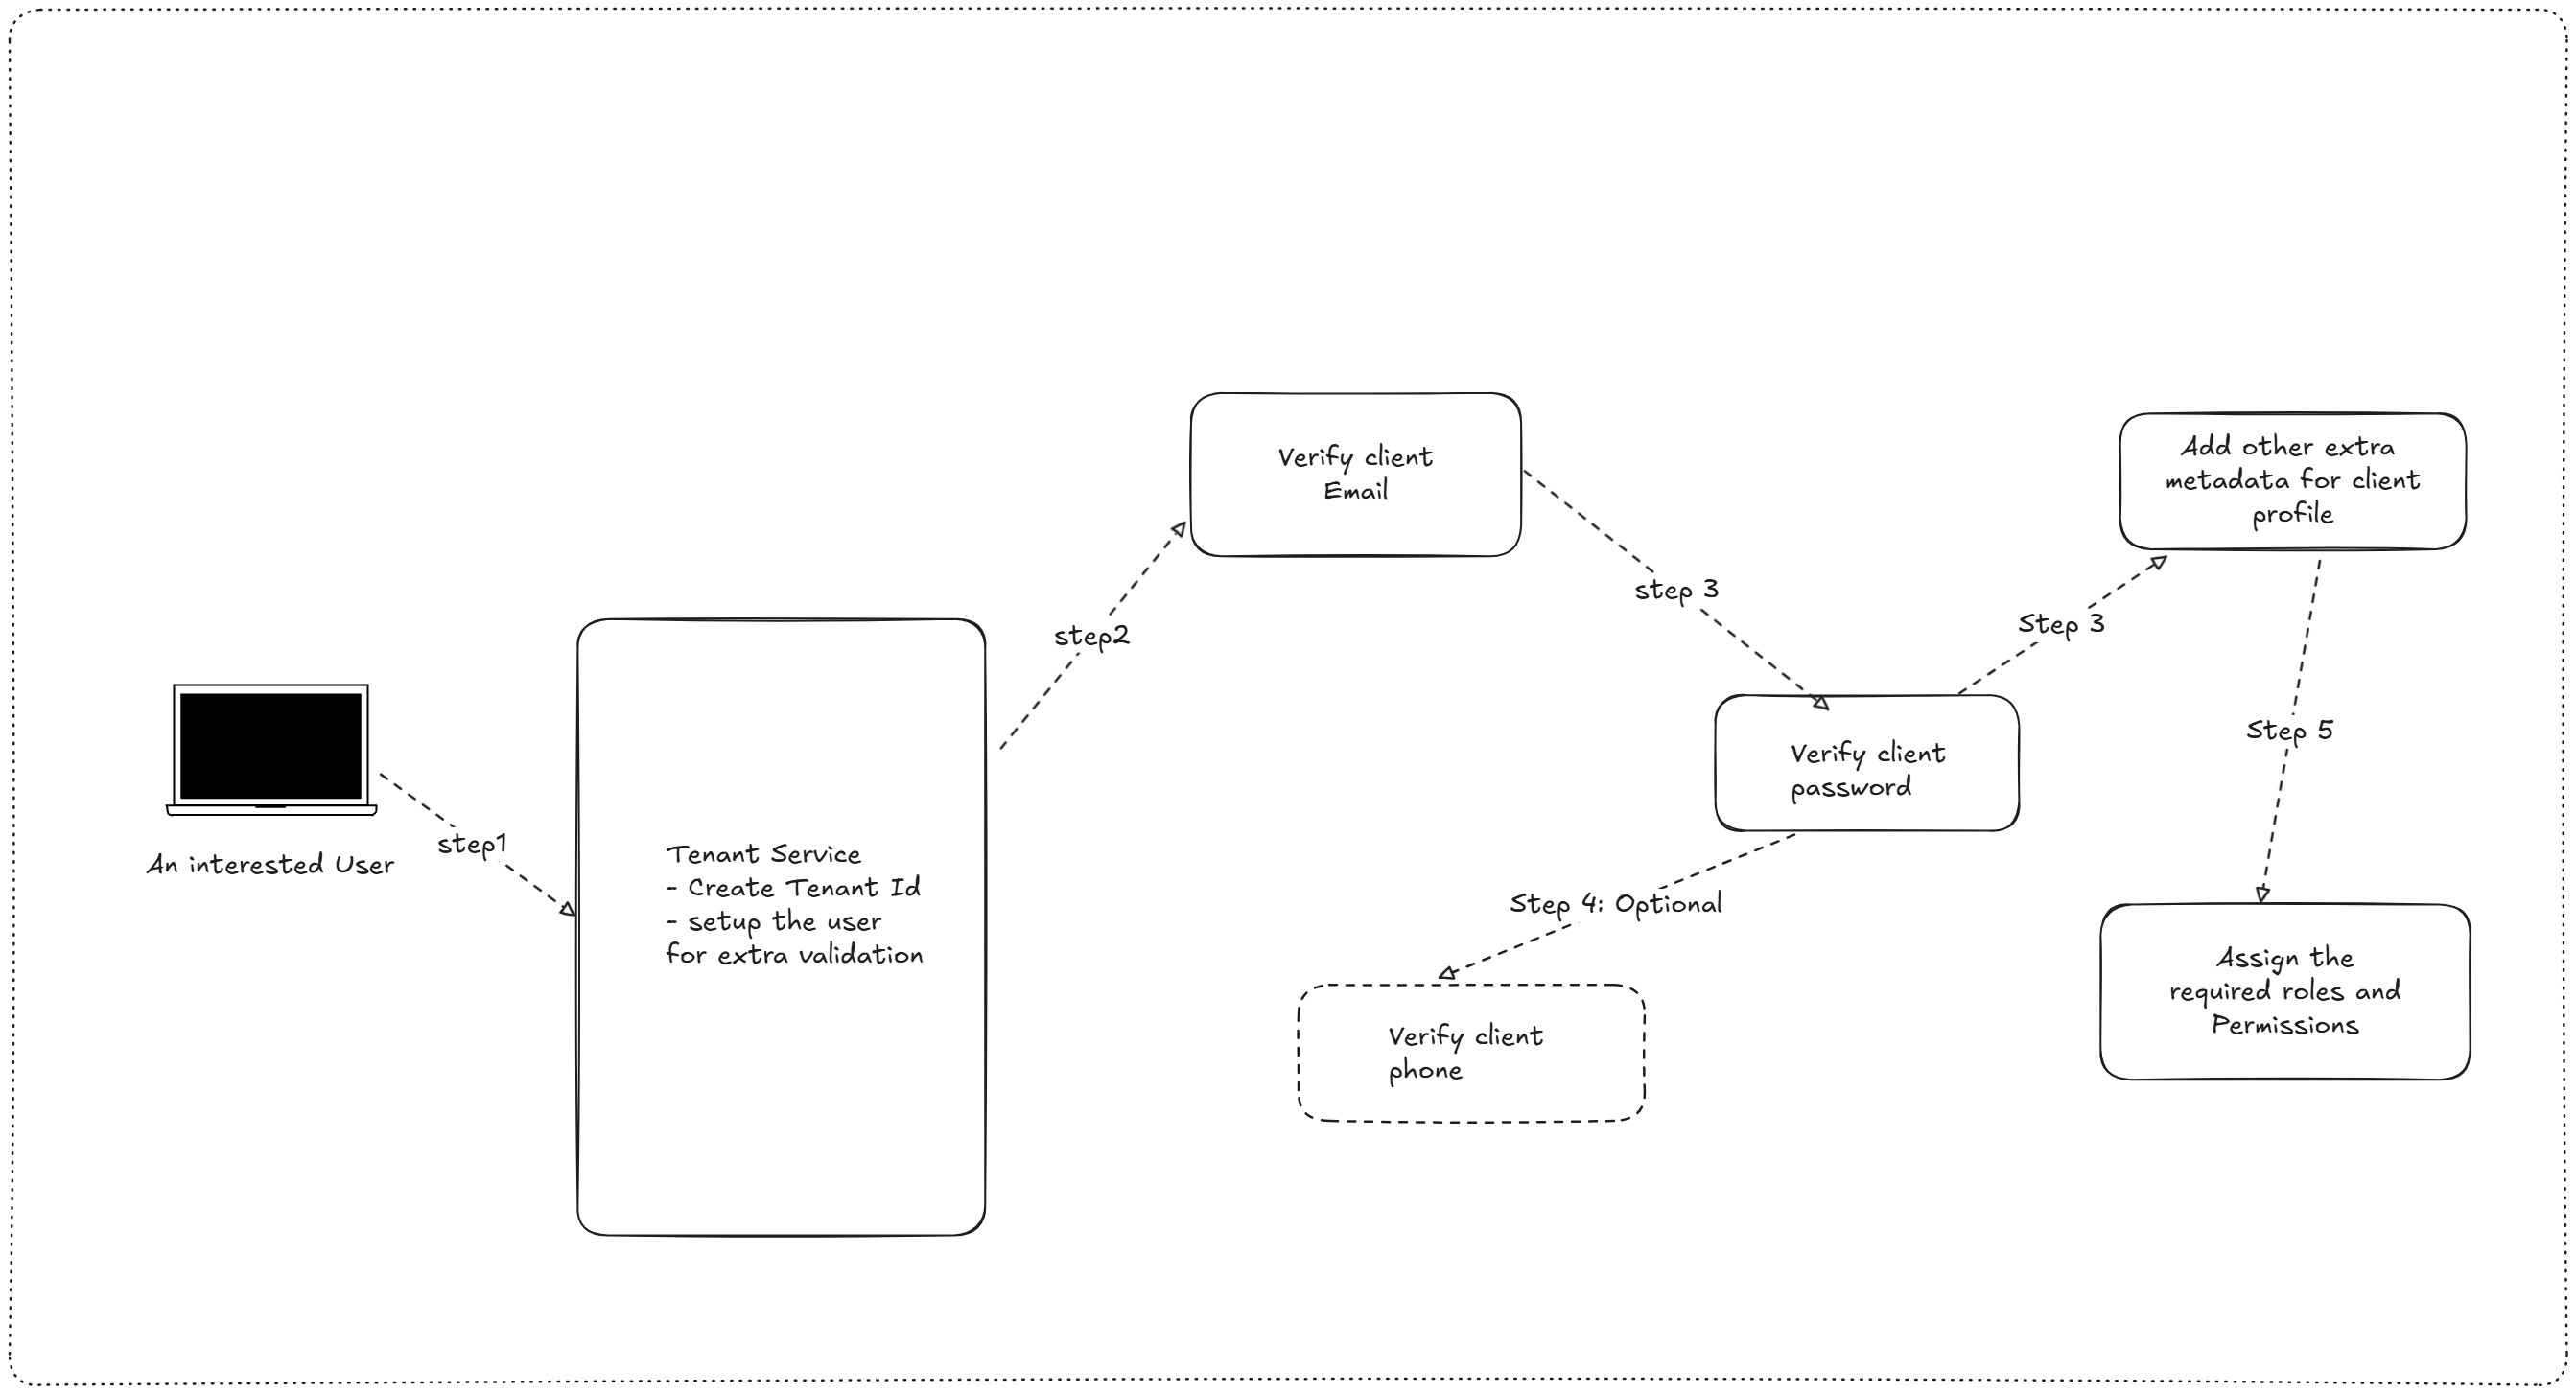 An interested User
step1
Tenant Service
- Create Tenant Id
- setup the user
for extra validation
step2
Verify client
Email
step 3
Verify client
password
Step 4: Optional
Verify client
phone
Step 3
Add other extra
metadata for client
profile
Step 5
Assign the
required roles and
Permissions